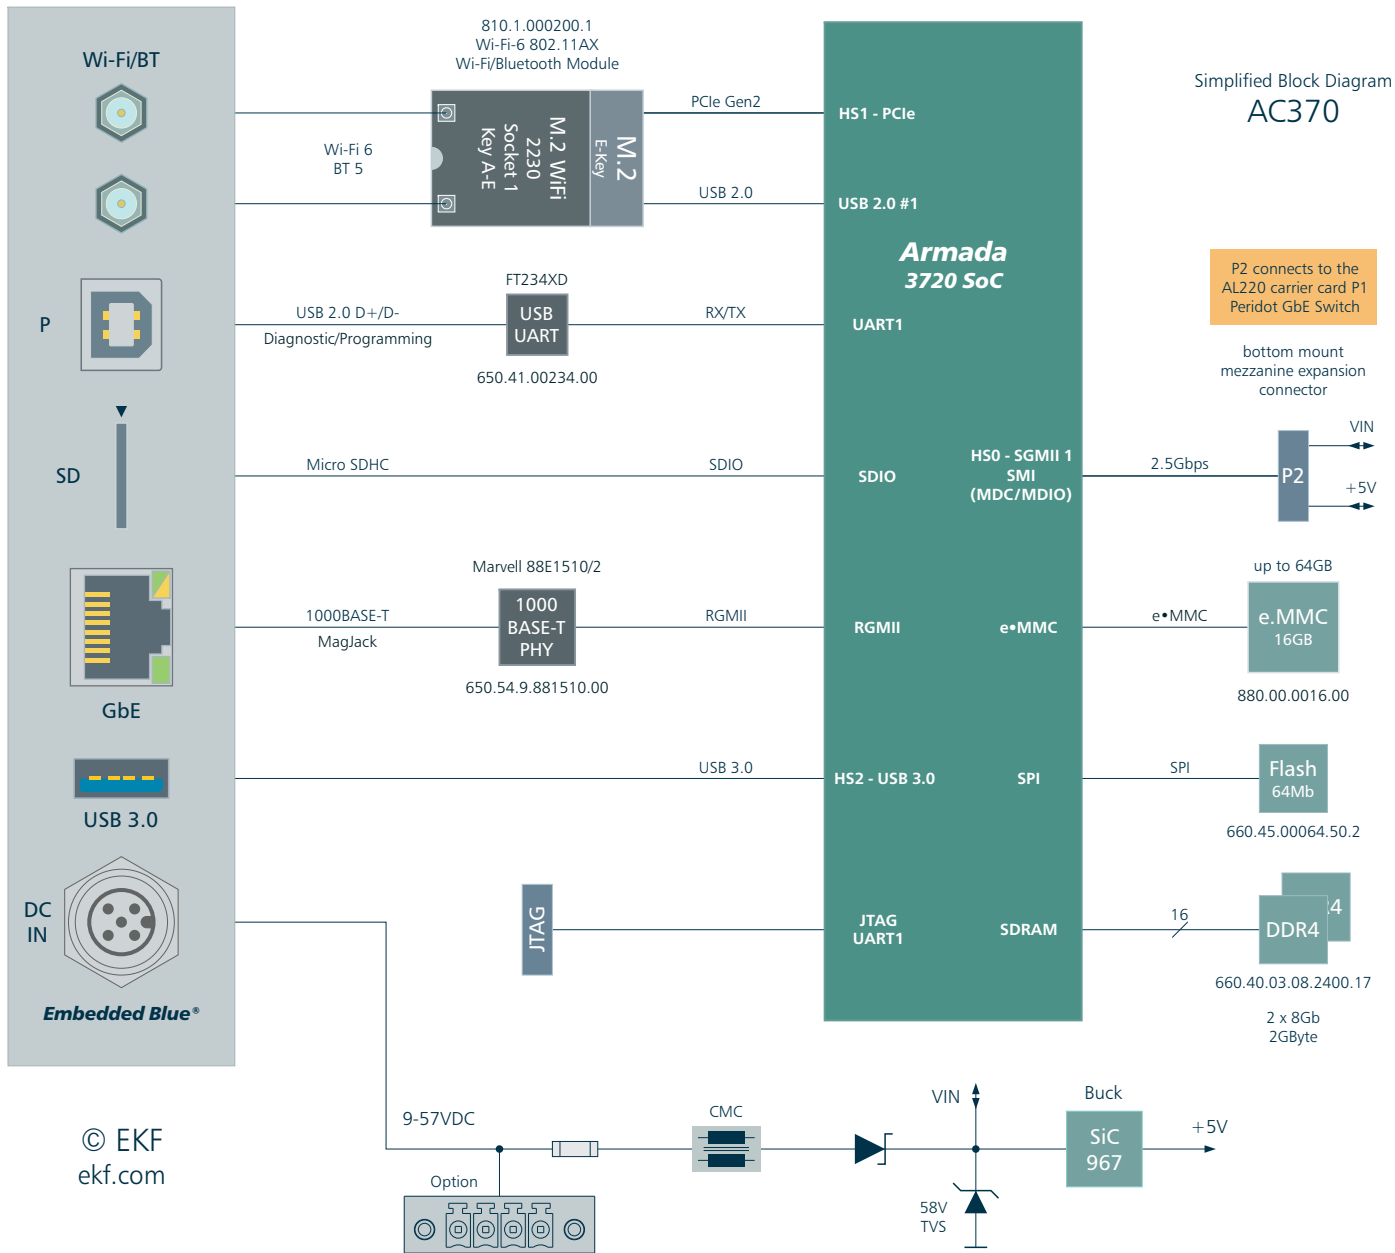 Wi-Fi/BT
P
SD
GbE
USB 3.0
DC
IN
Embedded Blue®
© EKF
ekf.com
810.1.000200.1
Wi-Fi-6 802.11AX
Wi-Fi/Bluetooth Module
Wi-Fi 6
BT 5
M.2 WiFi
2230
Socket 1
Key A-E
M.2
E-Key
PCIe Gen2
USB 2.0
FT234XD
USB
UART
650.41.00234.00
USB 2.0 D+/D-
Diagnostic/Programming
RX/TX
Micro SDHC
SDIO
Marvell 88E1510/2
1000
BASE-T
PHY
650.54.9.881510.00
1000BASE-T
MagJack
RGMII
USB 3.0
JTAG
HS1 - PCIe
USB 2.0 #1
Armada
3720 SoC
UART1
SDIO
HS0 - SGMII 1
SMI
(MDC/MDIO)
RGMII
e•MMC
HS2 - USB 3.0
SPI
JTAG
UART1
SDRAM
Simplified Block Diagram
AC370
P2 connects to the
AL220 carrier card P1
Peridot GbE Switch
bottom mount
mezzanine expansion
connector
2.5Gbps
P2
VIN
+5V
up to 64GB
e•MMC
e.MMC
16GB
880.00.0016.00
SPI
Flash
64Mb
660.45.00064.50.2
16
DDR4
R4
660.40.03.08.2400.17
2 x 8Gb
2GByte
9-57VDC
Option
CMC
VIN
58V
TVS
Buck
SiC
967
+5V